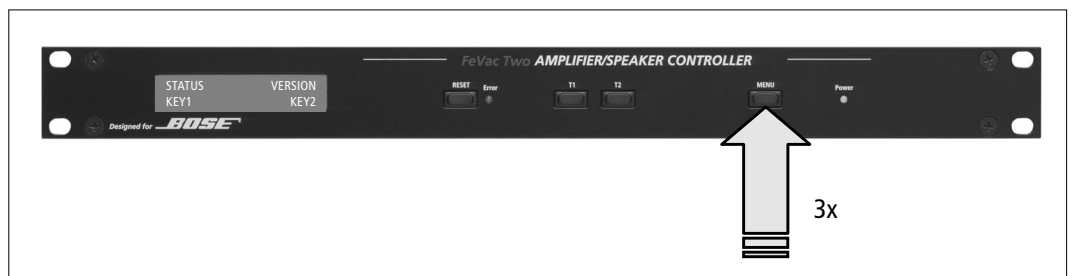 FeVac Two AMPLIFIER/SPEAKER CONTROLLER
STATUS VERSION
KEY1 KEY2
RESET Error T1 T2 MENU Power
Designed for BOSE
3x